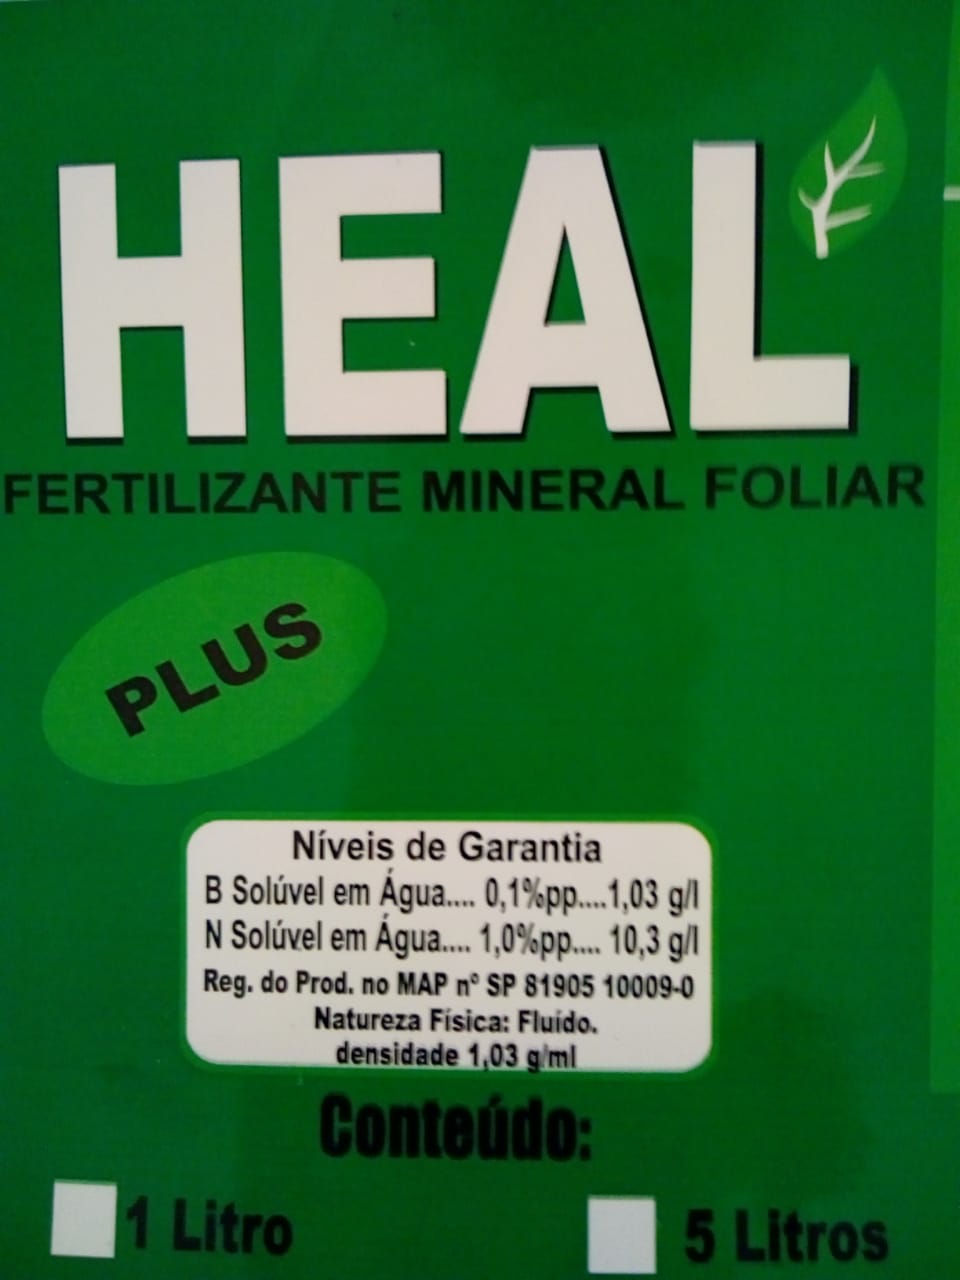 HEAL
FERTILIZANTE MINERAL FOLIAR
PLUS
Níveis de Garantia
B Solúvel em Água.... 0,1%pp....1,03 g/l
N Solúvel em Água.... 1,0%pp.... 10,3 g/l
Reg. do Prod. no MAP nº SP 81905 10009-0
Natureza Física: Fluído.
densidade 1,03 g/ml
Conteúdo:
1 Litro
5 Litros